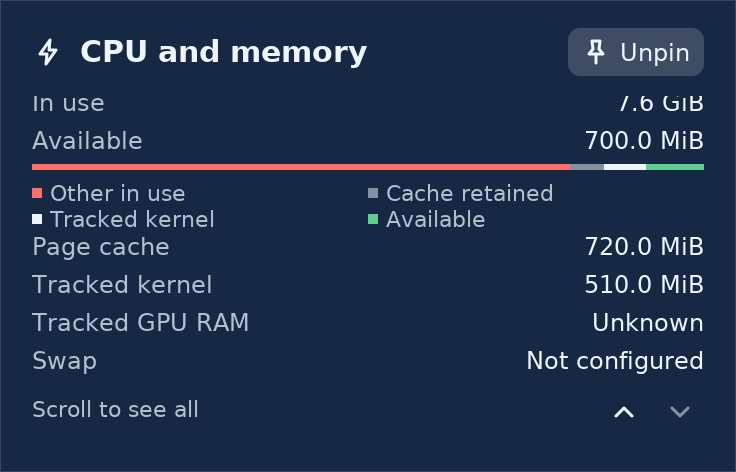 CPU and memory
Unpin
In use 7.6 GiB
Available 700.0 MiB
Other in use Cache retained
Tracked kernel Available
Page cache 720.0 MiB
Tracked kernel 510.0 MiB
Tracked GPU RAM Unknown
Swap Not configured
Scroll to see all